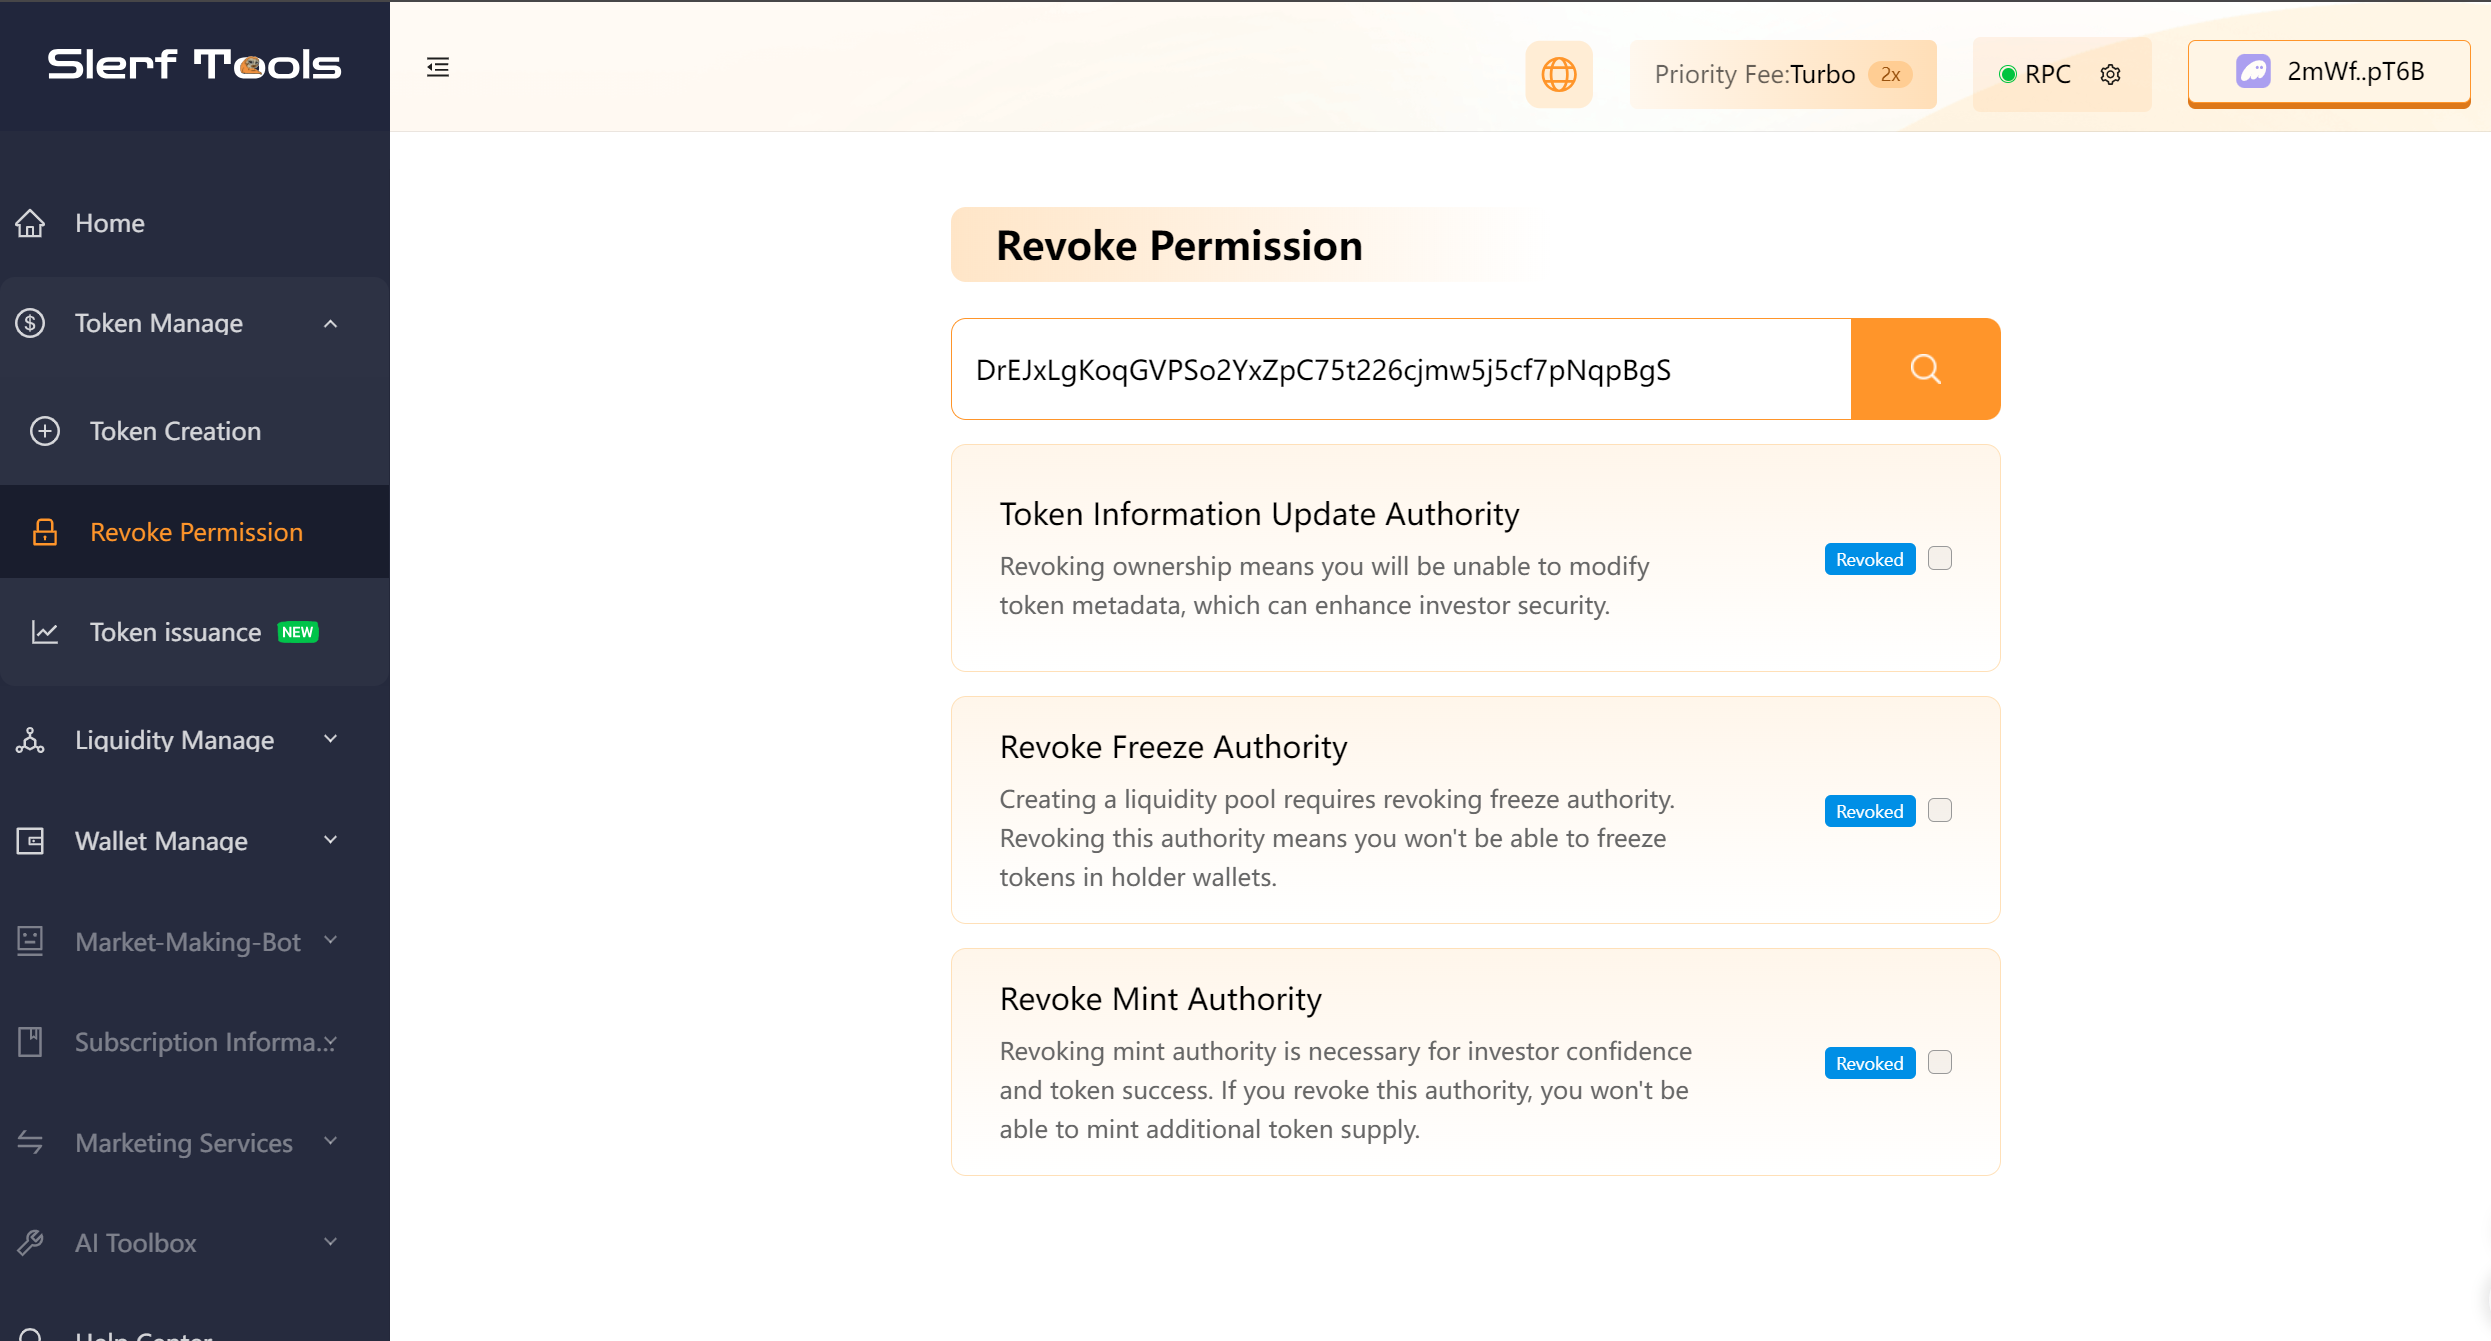 Slerf Tools
Priority Fee:Turbo 2x
RPC
2mWf..pT6B
Home
Token Manage
Token Creation
Revoke Permission
Token issuance NEW
Liquidity Manage
Wallet Manage
Market-Making-Bot
Subscription Informa...
Marketing Services
AI Toolbox
Help Center
Revoke Permission
DrEJxLgKoqGVPSo2YxZpC75t226cjmw5j5cf7pNqpBgS
Token Information Update Authority
Revoking ownership means you will be unable to modify
token metadata, which can enhance investor security.
Revoked
Revoke Freeze Authority
Creating a liquidity pool requires revoking freeze authority.
Revoking this authority means you won't be able to freeze
tokens in holder wallets.
Revoked
Revoke Mint Authority
Revoking mint authority is necessary for investor confidence
and token success. If you revoke this authority, you won't be
able to mint additional token supply.
Revoked